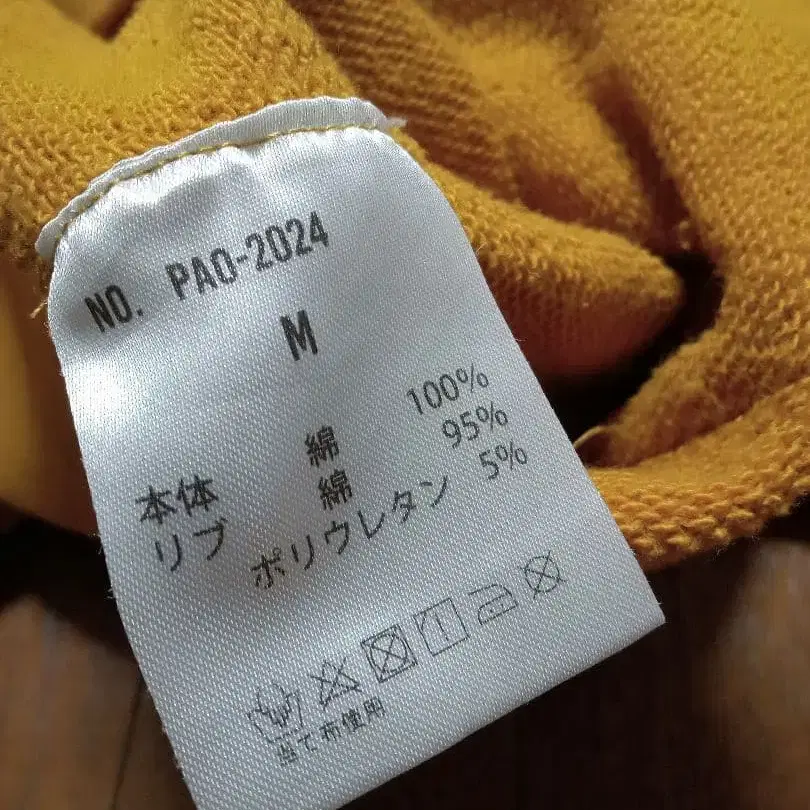 NO. PAO-2024
M
本体 綿 100%
リブ 綿 95%
ポリウレタン 5%
当て布使用